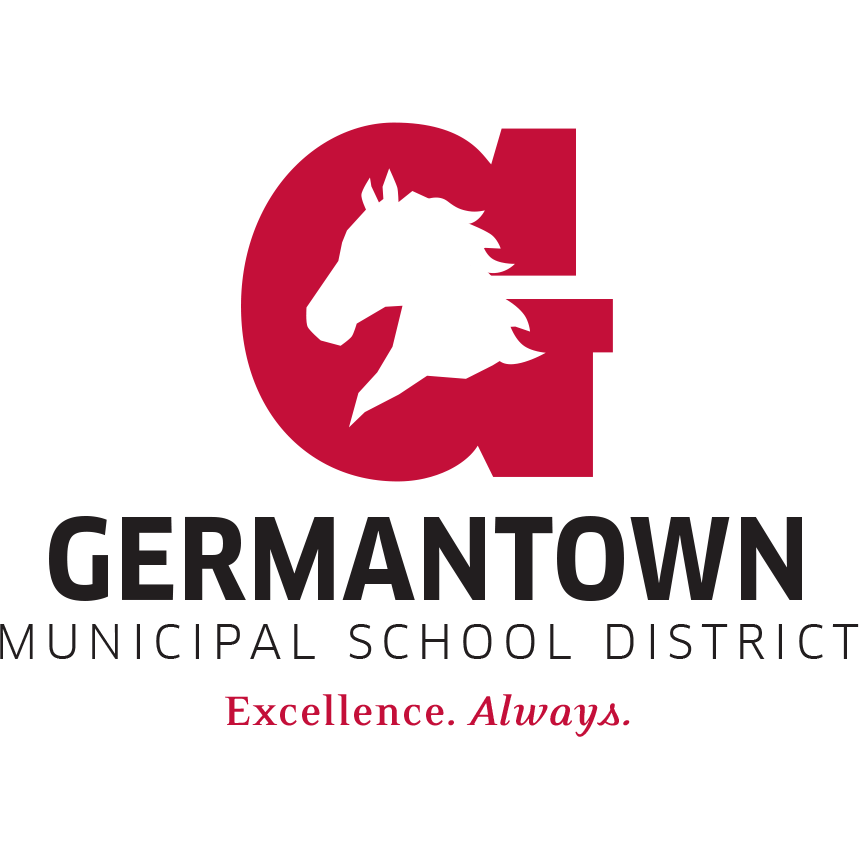 G
GERMANTOWN
MUNICIPAL SCHOOL DISTRICT
Excellence. Always.